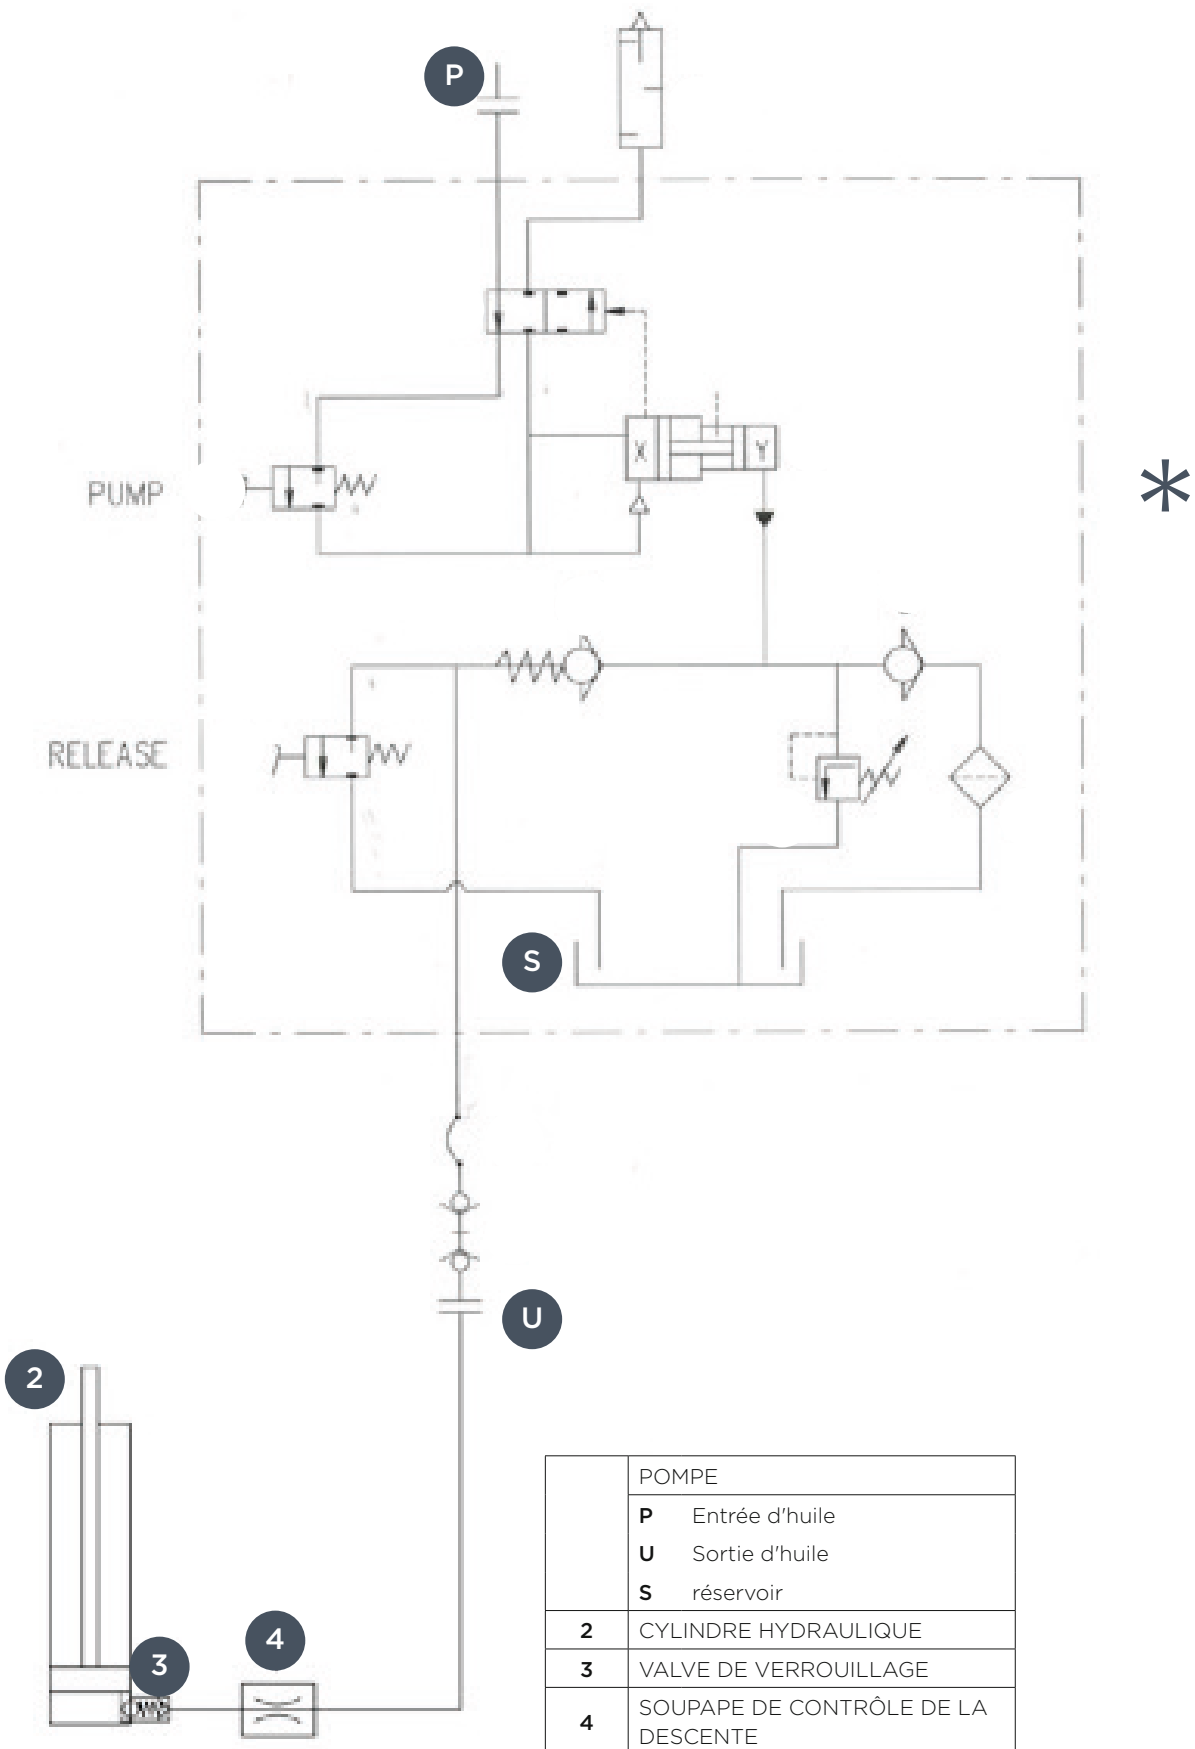 P
PUMP
X
Y
*
RELEASE
S
U
2
3
4
POMPE
P Entrée d'huile
U Sortie d'huile
S réservoir
2 CYLINDRE HYDRAULIQUE
3 VALVE DE VERROUILLAGE
4 SOUPAPE DE CONTRÔLE DE LA
DESCENTE